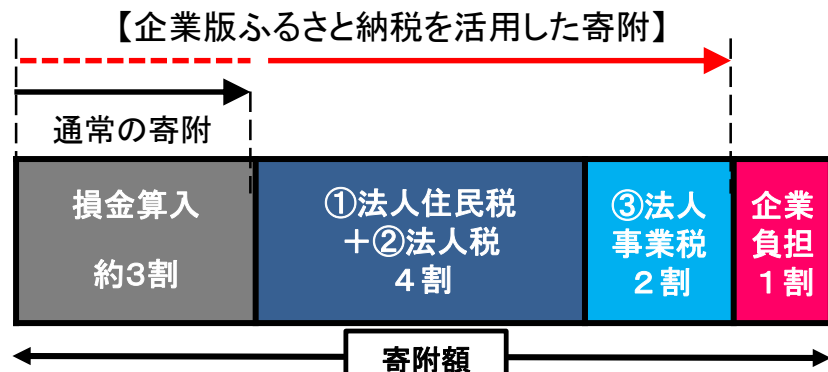 【企業版ふるさと納税を活用した寄附】
通常の寄附
損金算入
約3割
①法人住民税
＋②法人税
４割
③法人
事業税
２割
企業
負担
１割
寄附額